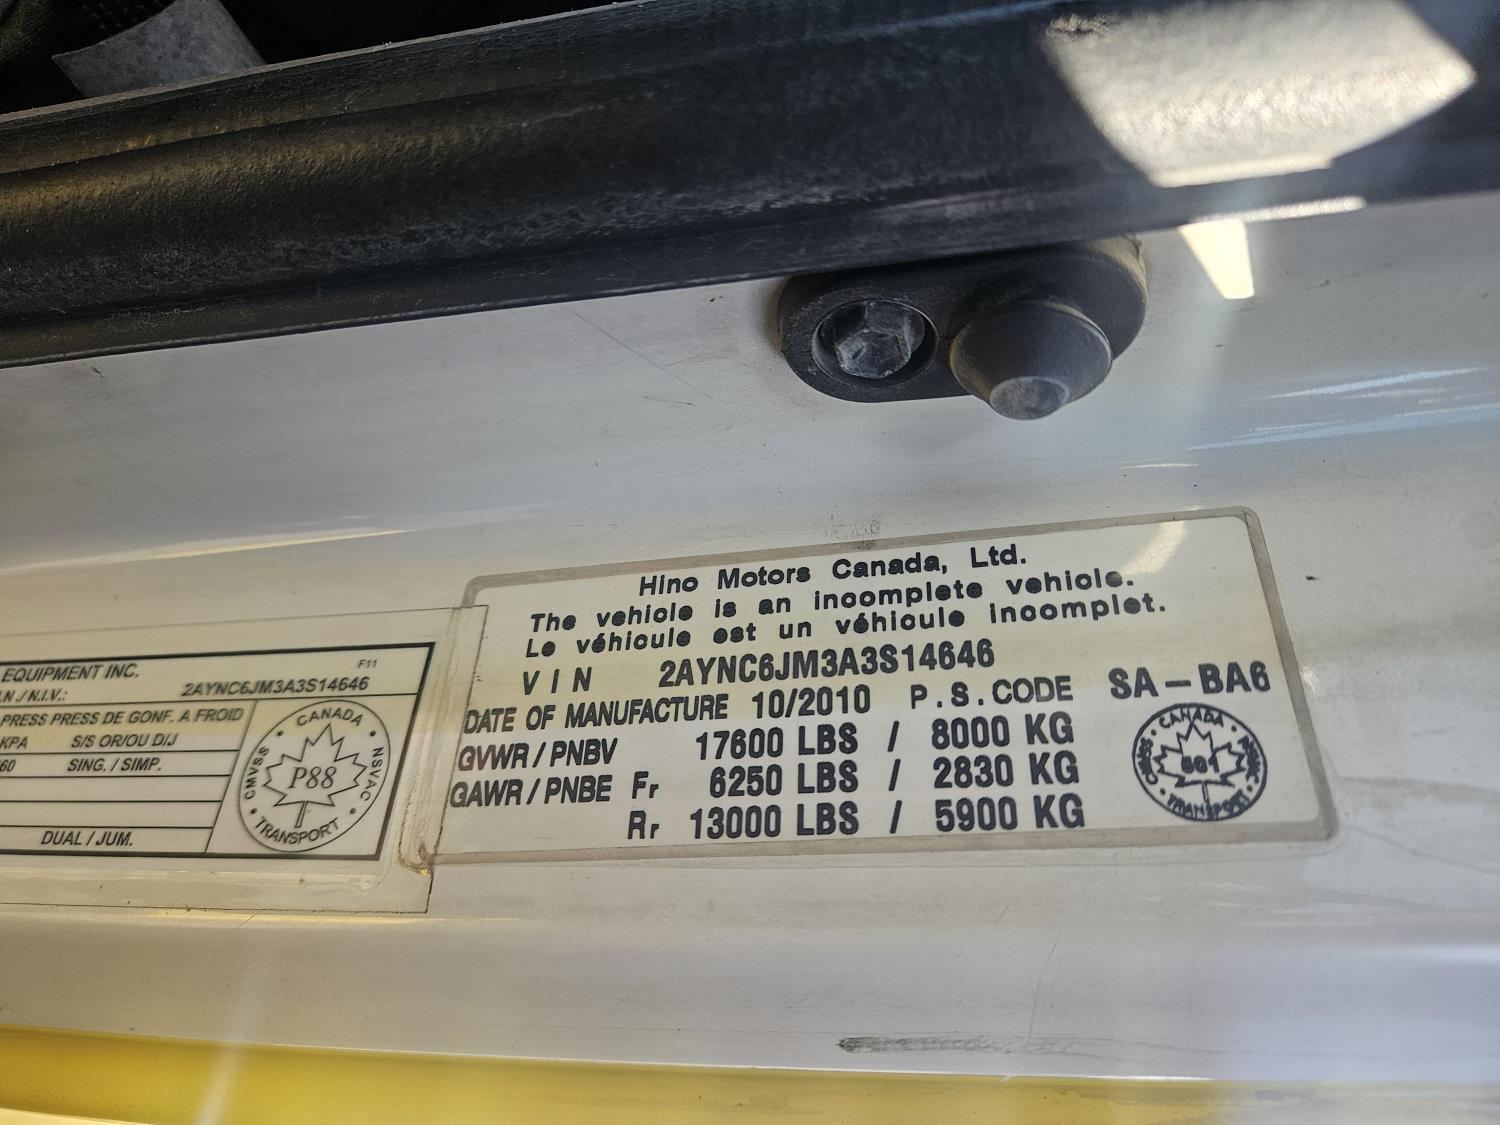 Hino Motors Canada, Ltd.
The vehicle is an incomplete vehicle.
Le véhicule est un véhicule incomplet.
VIN 2AYNC6JM3A3S14646
DATE OF MANUFACTURE 10/2010 P.S.CODE SA-BA6
GVWR/PNBV 17600 LBS / 8000 KG
GAWR/PNBE Fr 6250 LBS / 2830 KG
Rr 13000 LBS / 5900 KG
CANADA
CMVSS 601 NSVAC
TRANSPORT
EQUIPMENT INC. F11
.N./N.I.V.: 2AYNC6JM3A3S14646
PRESS PRESS DE GONF. A FROID
KPA S/S OR/OU D/J
60 SING. / SIMP.
DUAL / JUM.
CANADA
CMVSS P88 NSVAC
TRANSPORT